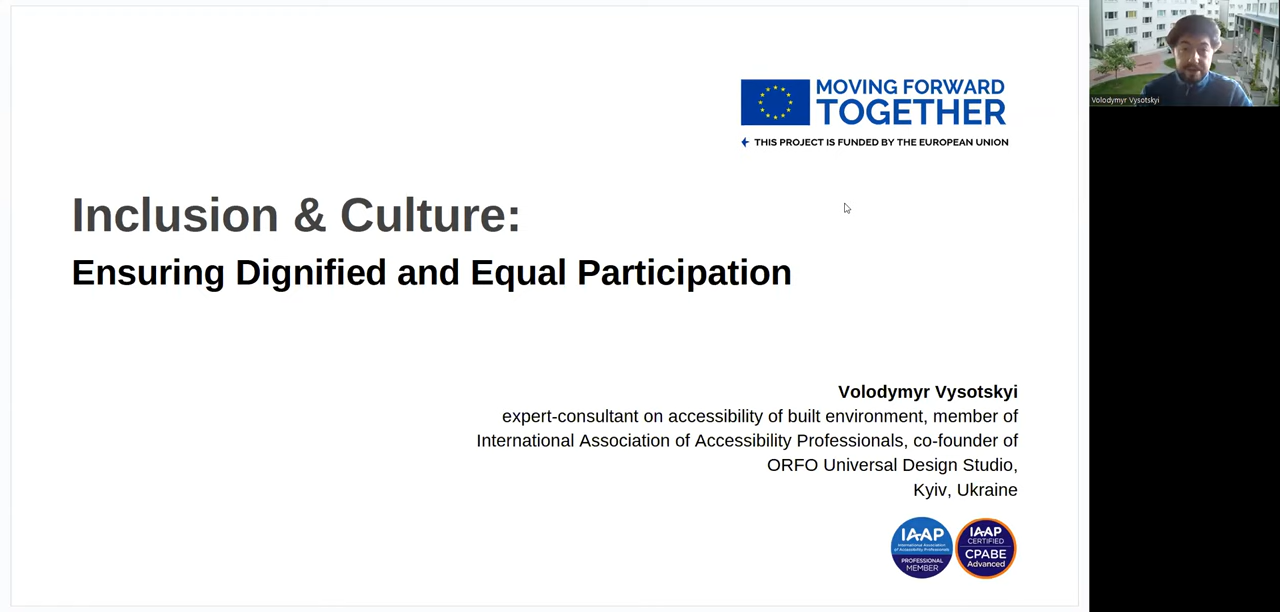 MOVING FORWARD
TOGETHER
THIS PROJECT IS FUNDED BY THE EUROPEAN UNION
Volodymyr Vysotskyi
Inclusion & Culture:
Ensuring Dignified and Equal Participation
Volodymyr Vysotskyi
expert-consultant on accessibility of built environment, member of
International Association of Accessibility Professionals, co-founder of
ORFO Universal Design Studio,
Kyiv, Ukraine
IAAP
International Association
of Accessibility Professionals
PROFESSIONAL
MEMBER
IAAP
CERTIFIED
CPABE
Advanced